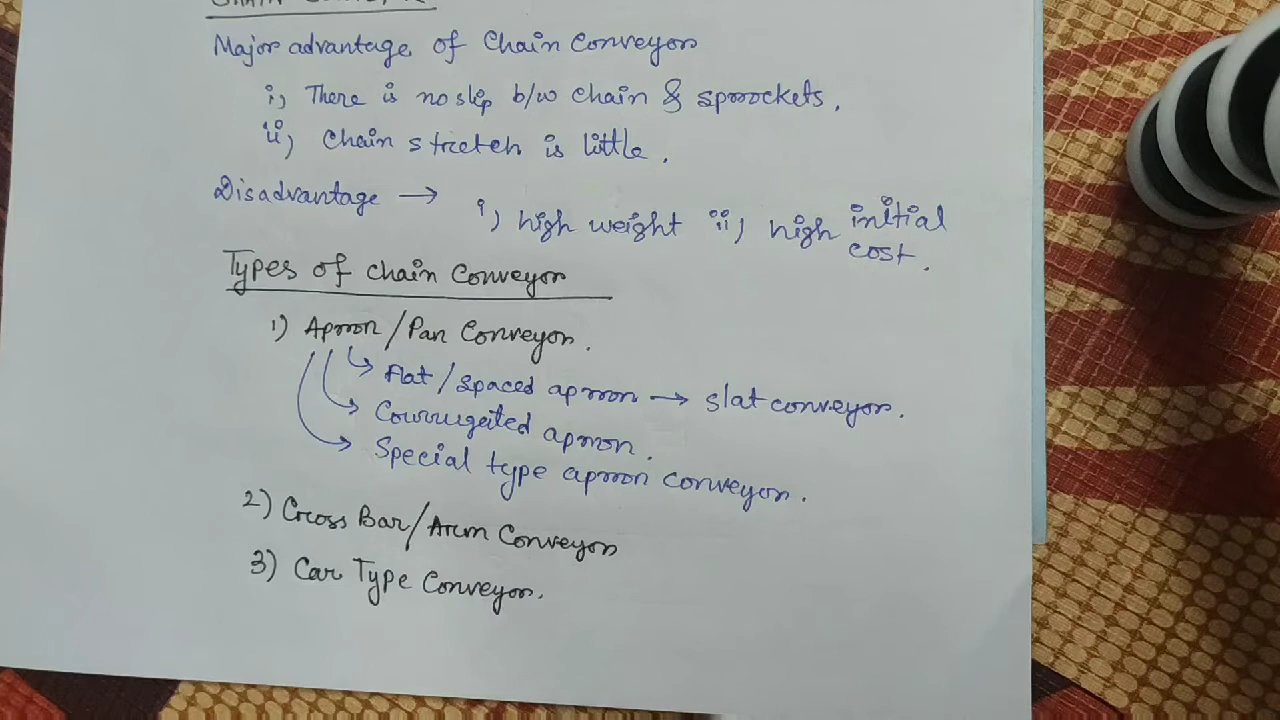 Major advantage of Chain Conveyor
i, There is no slip b/w chain & sprockets.
ii, Chain stretch is little.
Disadvantage → i, high weight ii, high initial cost.
Types of chain Conveyor
1) Apron/Pan Conveyor.
↳ Flat/spaced apron → slat conveyor.
→ Corrugated apron.
→ Special type apron conveyor.
2) Cross Bar/Arm Conveyor
3) Car Type Conveyor.